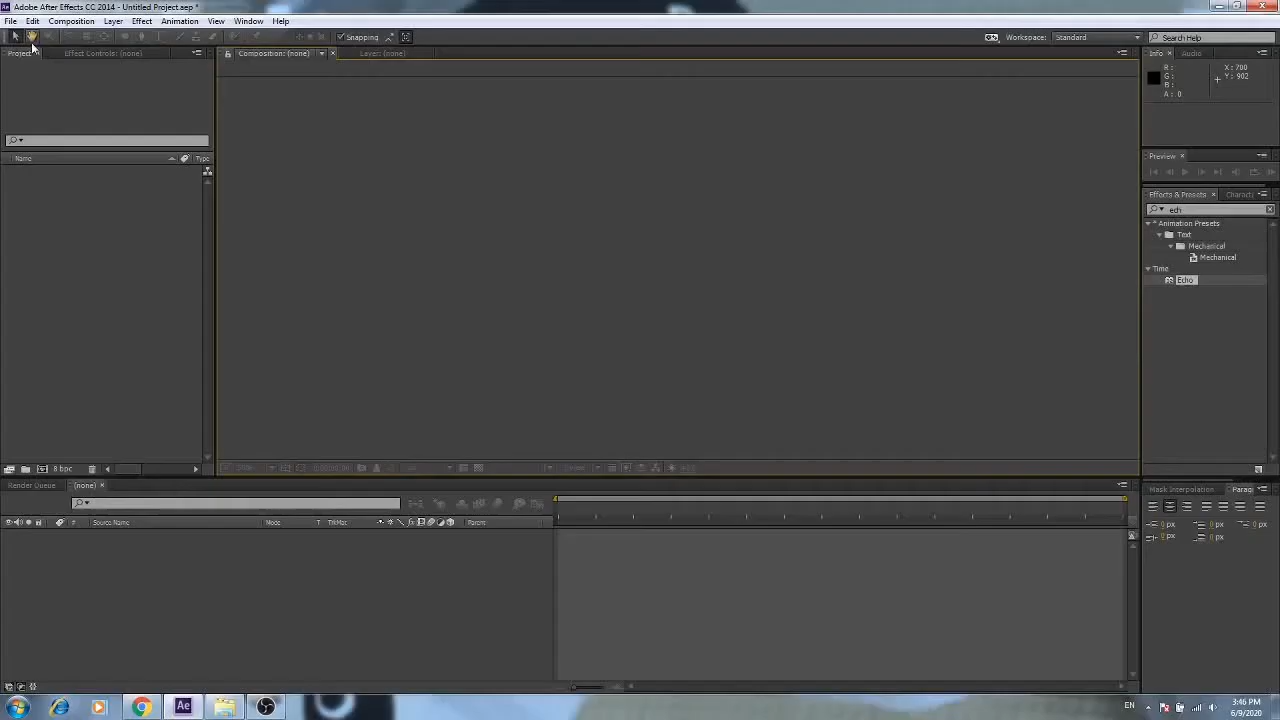 Adobe After Effects CC 2014 - Untitled Project.aep *
File Edit Composition Layer Effect Animation View Window Help
Snapping Workspace: Standard Search Help
Project Effect Controls: (none) Composition: (none) Layer: (none) Info Audio
R: X: 700
G: Y: 902
B:
A: 0
Preview
Effects & Presets Charact
ech
* Animation Presets
Text
Mechanical
Mechanical
Time
Echo
Name Type
8 bpc
Render Queue (none) Mask Interpolation Parag
# Source Name Mode T TrkMat Parent
0 px 0 px 0 px
0 px 0 px
EN 3:46 PM
6/9/2020